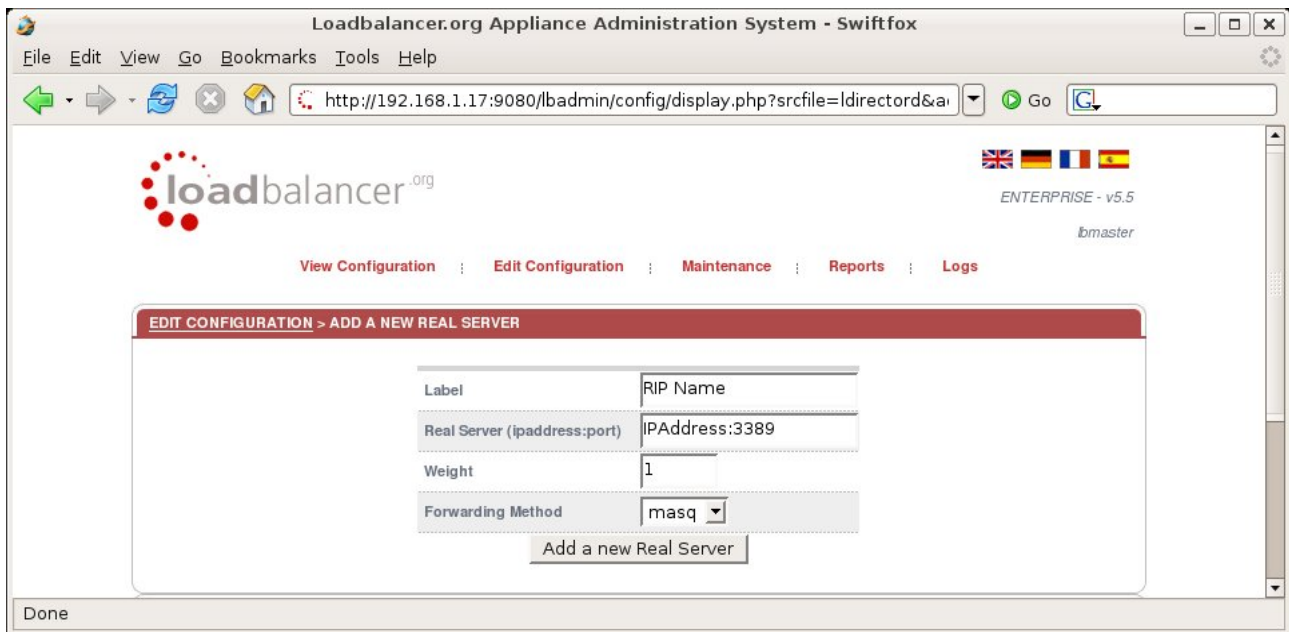 Loadbalancer.org Appliance Administration System - Swiftfox
File Edit View Go Bookmarks Tools Help
http://192.168.1.17:9080/lbadmin/config/display.php?srcfile=ldirectord&a Go G
loadbalancer.org
ENTERPRISE - v5.5
lbmaster
View Configuration Edit Configuration Maintenance Reports Logs
EDIT CONFIGURATION > ADD A NEW REAL SERVER
Label RIP Name
Real Server (ipaddress:port) IPAddress:3389
Weight 1
Forwarding Method masq
Add a new Real Server
Done